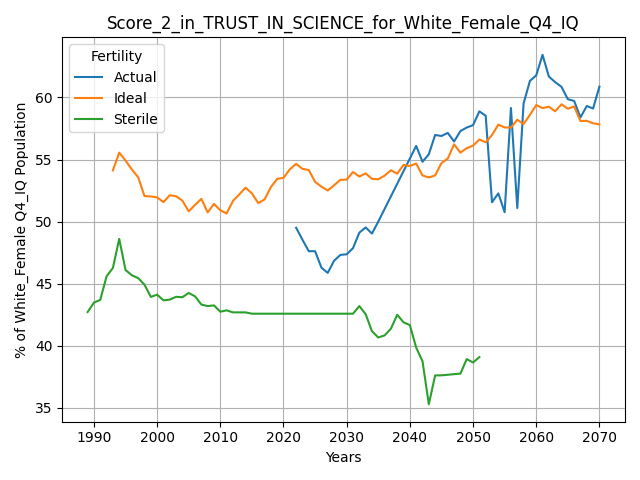 Score_2_in_TRUST_IN_SCIENCE_for_White_Female_Q4_IQ
% of White_Female Q4_IQ Population
Fertility
Actual
Ideal
Sterile
60
55
50
45
40
35
1990 2000 2010 2020 2030 2040 2050 2060 2070
Years